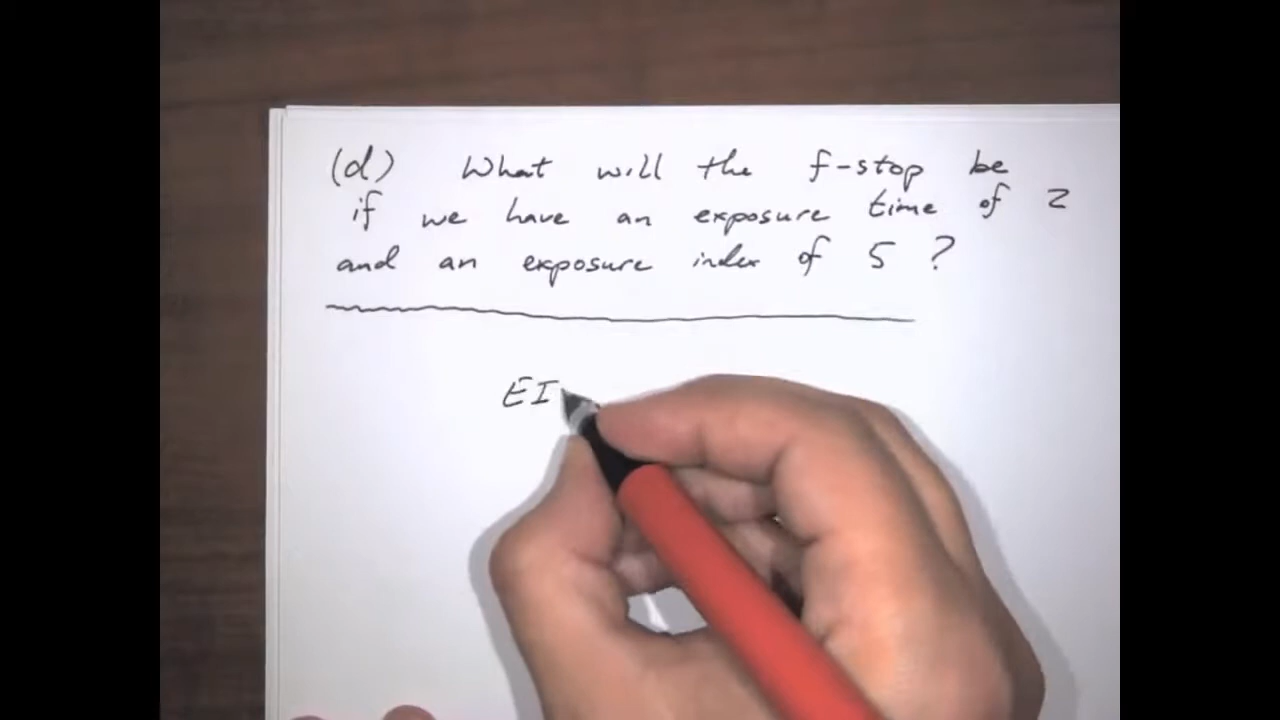 (d) What will the f-stop be
if we have an exposure time of 2
and an exposure index of 5 ?
EI